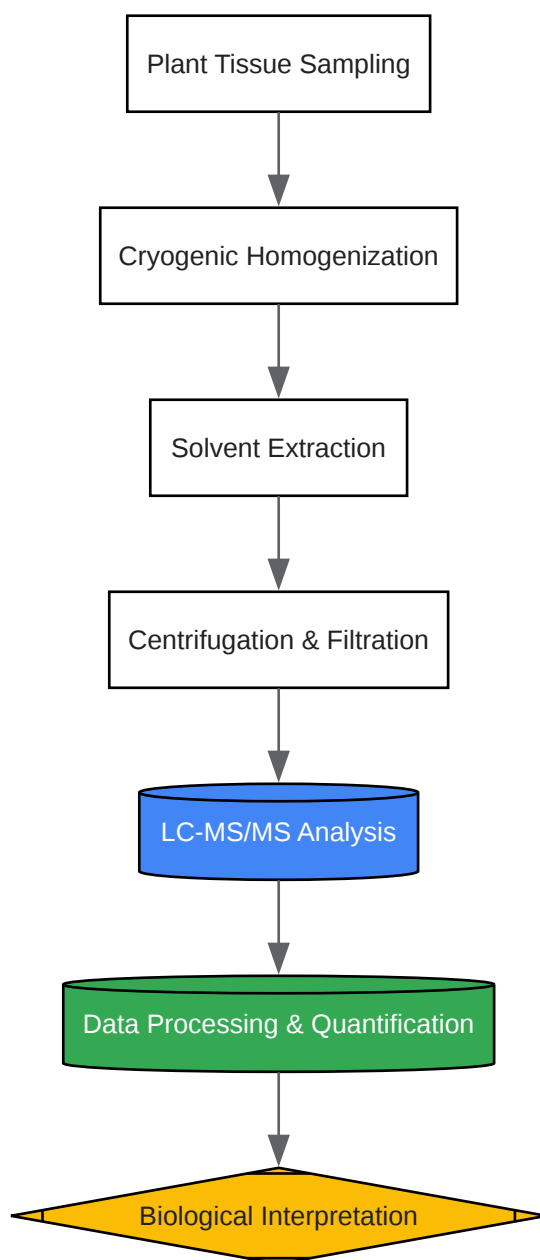 Plant Tissue Sampling
Cryogenic Homogenization
Solvent Extraction
Centrifugation & Filtration
LC-MS/MS Analysis
Data Processing & Quantification
Biological Interpretation